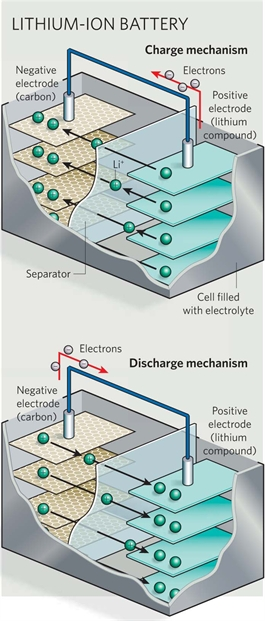 LITHIUM-ION BATTERY
Charge mechanism
Negative
electrode
(carbon)
Electrons
Positive
electrode
(lithium
compound)
Li⁺
Separator
Cell filled
with electrolyte
Electrons
Discharge mechanism
Negative
electrode
(carbon)
Positive
electrode
(lithium
compound)